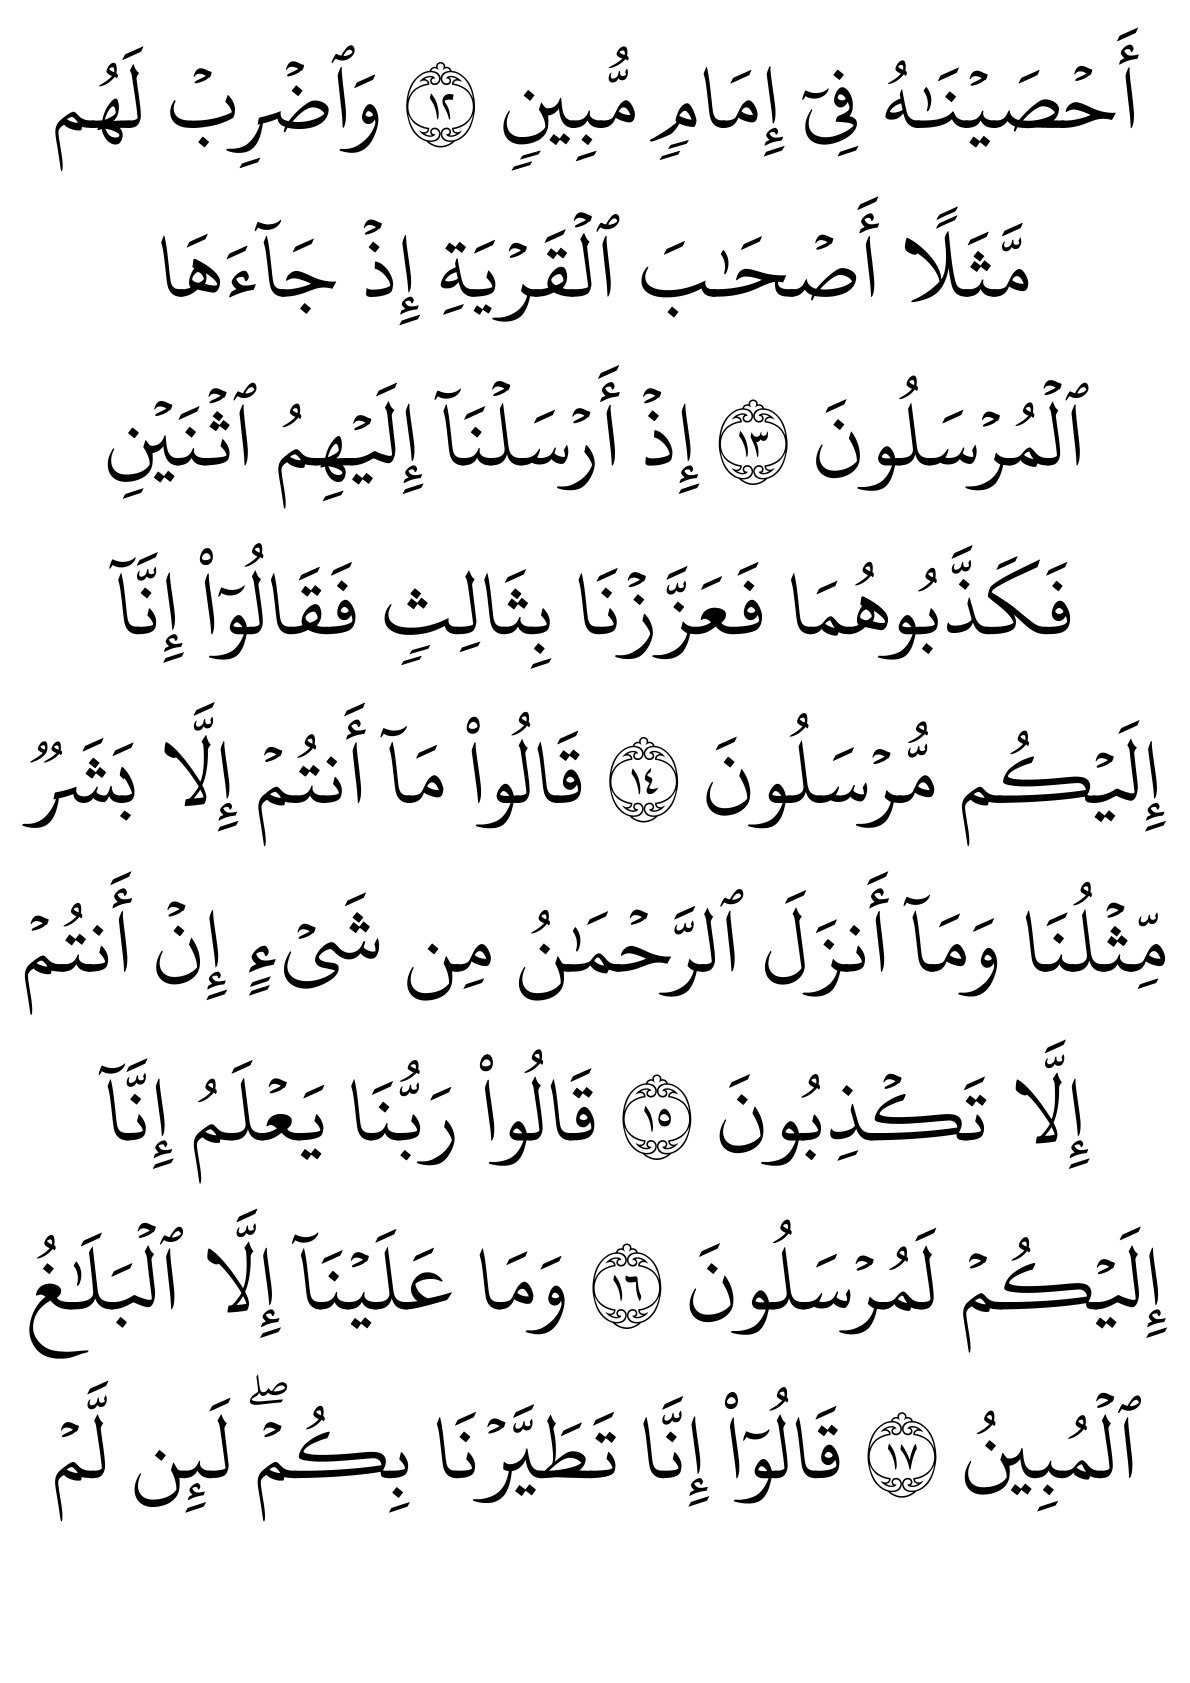 أَحْصَيْنَـٰهُ فِىٓ إِمَامٍ مُّبِينٍ ١٢ وَٱضْرِبْ لَهُم
مَّثَلًا أَصْحَـٰبَ ٱلْقَرْيَةِ إِذْ جَآءَهَا
ٱلْمُرْسَلُونَ ١٣ إِذْ أَرْسَلْنَآ إِلَيْهِمُ ٱثْنَيْنِ
فَكَذَّبُوهُمَا فَعَزَّزْنَا بِثَالِثٍ فَقَالُوٓا۟ إِنَّآ
إِلَيْكُم مُّرْسَلُونَ ١٤ قَالُوا۟ مَآ أَنتُمْ إِلَّا بَشَرٌ
مِّثْلُنَا وَمَآ أَنزَلَ ٱلرَّحْمَـٰنُ مِن شَىْءٍ إِنْ أَنتُمْ
إِلَّا تَكْذِبُونَ ١٥ قَالُوا۟ رَبُّنَا يَعْلَمُ إِنَّآ
إِلَيْكُمْ لَمُرْسَلُونَ ١٦ وَمَا عَلَيْنَآ إِلَّا ٱلْبَلَـٰغُ
ٱلْمُبِينُ ١٧ قَالُوٓا۟ إِنَّا تَطَيَّرْنَا بِكُمْ ۖ لَئِن لَّمْ